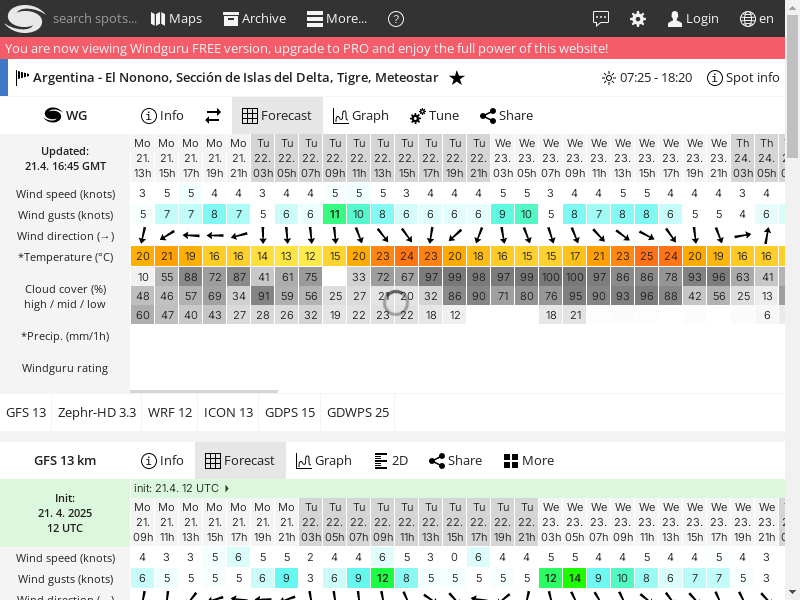 search spots... Maps Archive More... ? Login en
You are now viewing Windguru FREE version, upgrade to PRO and enjoy the full power of this website!
Argentina - El Nonono, Sección de Islas del Delta, Tigre, Meteostar ★ 07:25 - 18:20 Spot info
WG Info Forecast Graph Tune Share
Updated:
21.4. 16:45 GMT
Mo Mo Mo Mo Mo Tu Tu Tu Tu Tu Tu Tu Tu Tu Tu We We We We We We We We We We Th Th
21. 21. 21. 21. 21. 22. 22. 22. 22. 22. 22. 22. 22. 22. 22. 23. 23. 23. 23. 23. 23. 23. 23. 23. 23. 24. 24.
13h 15h 17h 19h 21h 03h 05h 07h 09h 11h 13h 15h 17h 19h 21h 03h 05h 07h 09h 11h 13h 15h 17h 19h 21h 03h 05h
Wind speed (knots) 3 5 5 4 4 3 4 4 5 5 5 3 4 4 4 5 5 3 4 4 5 5 4 4 4 3 4
Wind gusts (knots) 5 7 7 8 7 5 6 6 11 10 8 6 6 6 6 9 10 5 8 7 8 8 6 5 5 4 6
Wind direction (→)
*Temperature (°C) 20 21 19 16 16 14 13 12 15 20 23 24 23 20 18 16 15 15 17 21 23 25 24 20 19 16 16
Cloud cover (%)
high / mid / low
10 55 88 72 87 41 61 75 33 72 67 97 99 98 97 99 100 100 97 86 86 78 93 96 63 41
48 46 57 69 34 91 59 56 25 27 21 20 32 86 90 71 80 76 95 90 93 96 88 42 56 25 13
60 47 40 43 27 28 26 32 19 22 23 22 18 12 18 21 6
*Precip. (mm/1h)
Windguru rating
GFS 13 Zephr-HD 3.3 WRF 12 ICON 13 GDPS 15 GDWPS 25
GFS 13 km Info Forecast Graph 2D Share More
Init:
21. 4. 2025
12 UTC
init: 21.4. 12 UTC
Mo Mo Mo Mo Mo Mo Mo Tu Tu Tu Tu Tu Tu Tu Tu Tu Tu We We We We We We We We We We
21. 21. 21. 21. 21. 21. 21. 22. 22. 22. 22. 22. 22. 22. 22. 22. 22. 23. 23. 23. 23. 23. 23. 23. 23. 23. 23.
09h 11h 13h 15h 17h 19h 21h 03h 05h 07h 09h 11h 13h 15h 17h 19h 21h 03h 05h 07h 09h 11h 13h 15h 17h 19h 21h
Wind speed (knots) 4 3 3 5 6 5 5 2 4 4 6 5 3 0 6 4 4 5 5 4 4 5 4 4 5 4 3
Wind gusts (knots) 6 5 5 5 5 6 9 3 6 9 12 8 5 5 5 5 5 12 14 9 10 8 6 7 7 5 3
Wind direction (→)